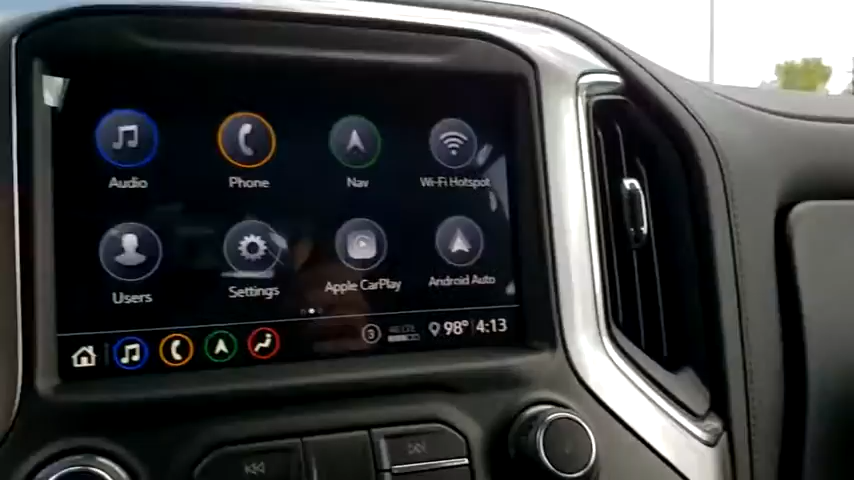 Audio Phone Nav Wi-Fi Hotspot
Users Settings Apple CarPlay Android Auto
98° 4:13